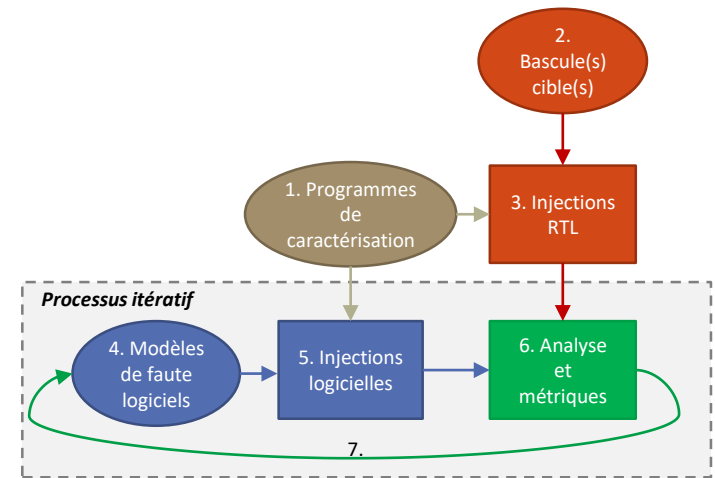 2.
Bascule(s)
cible(s)
1. Programmes
de
caractérisation
3. Injections
RTL
Processus itératif
4. Modèles
de faute
logiciels
5. Injections
logicielles
6. Analyse
et
métriques
7.